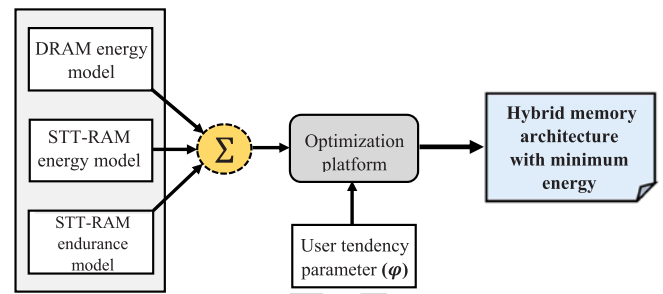 DRAM energy
model
STT-RAM
energy model
STT-RAM
endurance
model
Σ
Optimization
platform
User tendency
parameter (φ)
Hybrid memory
architecture
with minimum
energy